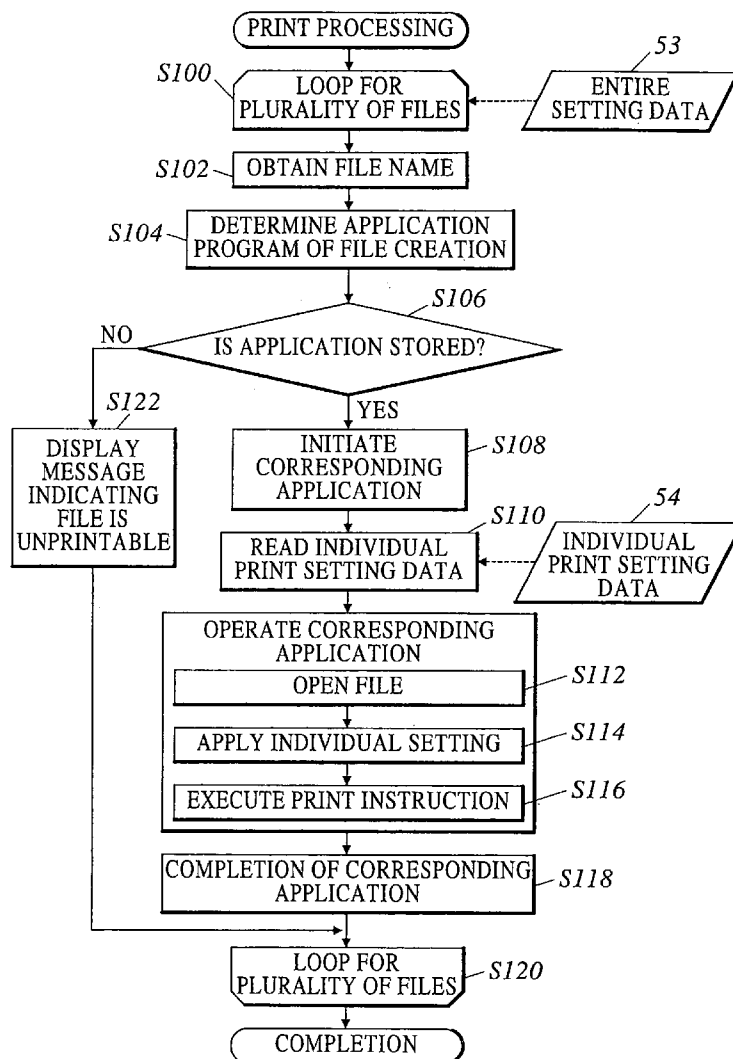 PRINT PROCESSING
S100
LOOP FOR
PLURALITY OF FILES
53
ENTIRE
SETTING DATA
S102
OBTAIN FILE NAME
S104
DETERMINE APPLICATION
PROGRAM OF FILE CREATION
S106
NO
IS APPLICATION STORED?
YES
S122
DISPLAY
MESSAGE
INDICATING
FILE IS
UNPRINTABLE
INITIATE
CORRESPONDING
APPLICATION
S108
S110
READ INDIVIDUAL
PRINT SETTING DATA
54
INDIVIDUAL
PRINT SETTING
DATA
OPERATE CORRESPONDING
APPLICATION
OPEN FILE
S112
APPLY INDIVIDUAL SETTING
S114
EXECUTE PRINT INSTRUCTION
S116
COMPLETION OF CORRESPONDING
APPLICATION
S118
LOOP FOR
PLURALITY OF FILES
S120
COMPLETION